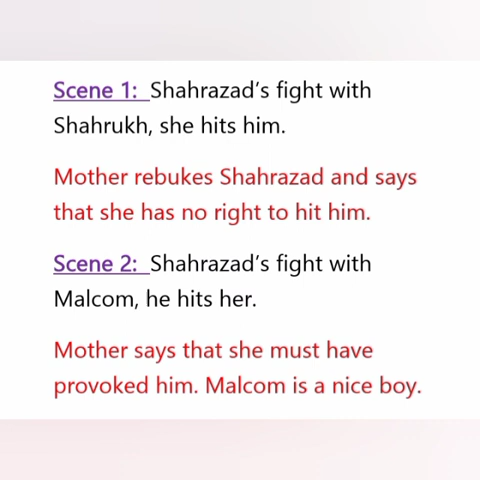 Scene 1: Shahrazad’s fight with
Shahrukh, she hits him.
Mother rebukes Shahrazad and says
that she has no right to hit him.
Scene 2: Shahrazad’s fight with
Malcom, he hits her.
Mother says that she must have
provoked him. Malcom is a nice boy.